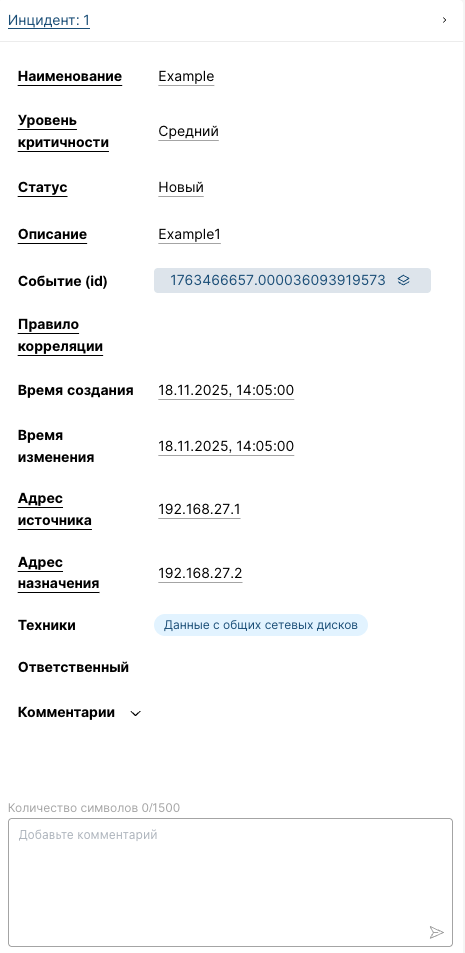 Инцидент: 1
Наименование Example
Уровень
критичности
Средний
Статус Новый
Описание Example1
Событие (id) 1763466657.000036093919573
Правило
корреляции
Время создания 18.11.2025, 14:05:00
Время
изменения
18.11.2025, 14:05:00
Адрес
источника
192.168.27.1
Адрес
назначения
192.168.27.2
Техники Данные с общих сетевых дисков
Ответственный
Комментарии
Количество символов 0/1500
Добавьте комментарий